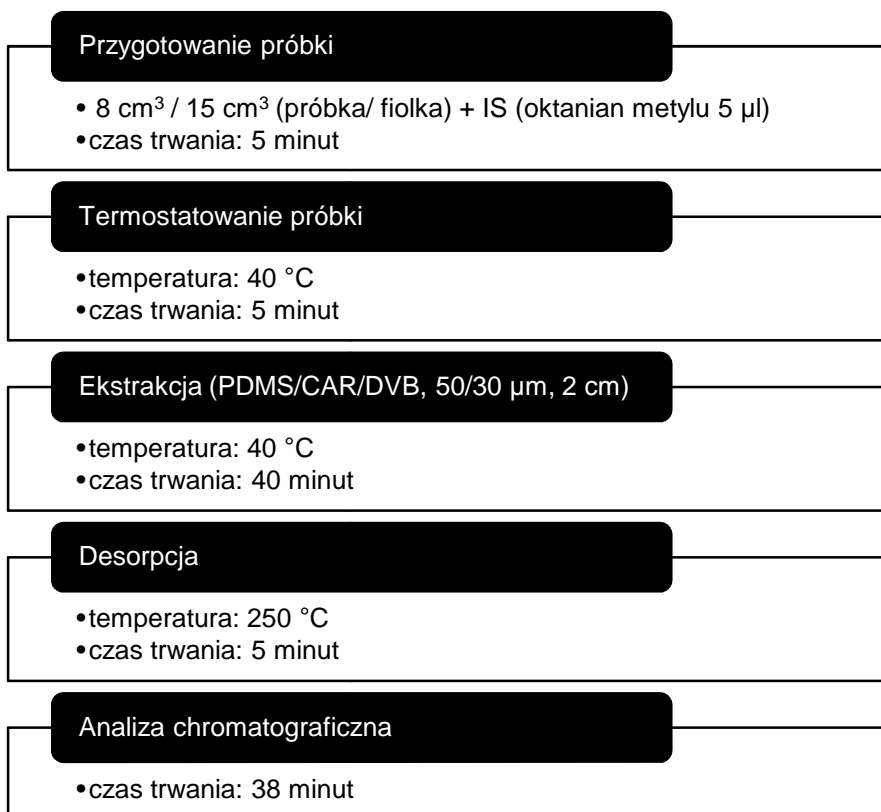 Przygotowanie próbki
• 8 cm³ / 15 cm³ (próbka/ fiolka) + IS (oktanian metylu 5 µl)
•czas trwania: 5 minut
Termostatowanie próbki
•temperatura: 40 °C
•czas trwania: 5 minut
Ekstrakcja (PDMS/CAR/DVB, 50/30 µm, 2 cm)
•temperatura: 40 °C
•czas trwania: 40 minut
Desorpcja
•temperatura: 250 °C
•czas trwania: 5 minut
Analiza chromatograficzna
•czas trwania: 38 minut